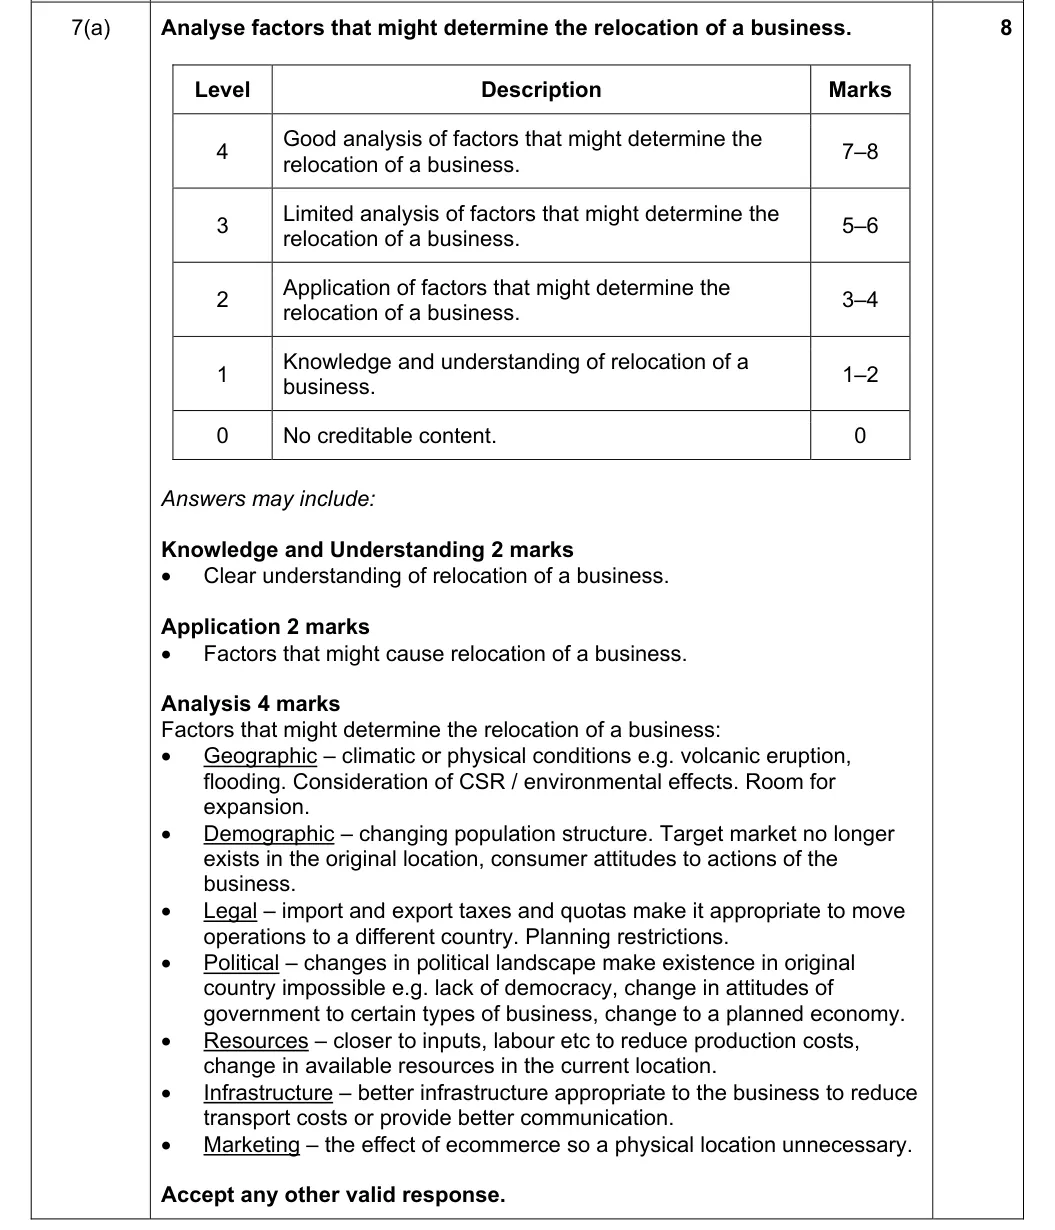 7(a) Analyse factors that might determine the relocation of a business. 8
Level Description Marks
4 Good analysis of factors that might determine the
relocation of a business. 7–8
3 Limited analysis of factors that might determine the
relocation of a business. 5–6
2 Application of factors that might determine the
relocation of a business. 3–4
1 Knowledge and understanding of relocation of a
business. 1–2
0 No creditable content. 0
Answers may include:
Knowledge and Understanding 2 marks
• Clear understanding of relocation of a business.
Application 2 marks
• Factors that might cause relocation of a business.
Analysis 4 marks
Factors that might determine the relocation of a business:
• Geographic – climatic or physical conditions e.g. volcanic eruption,
flooding. Consideration of CSR / environmental effects. Room for
expansion.
• Demographic – changing population structure. Target market no longer
exists in the original location, consumer attitudes to actions of the
business.
• Legal – import and export taxes and quotas make it appropriate to move
operations to a different country. Planning restrictions.
• Political – changes in political landscape make existence in original
country impossible e.g. lack of democracy, change in attitudes of
government to certain types of business, change to a planned economy.
• Resources – closer to inputs, labour etc to reduce production costs,
change in available resources in the current location.
• Infrastructure – better infrastructure appropriate to the business to reduce
transport costs or provide better communication.
• Marketing – the effect of ecommerce so a physical location unnecessary.
Accept any other valid response.